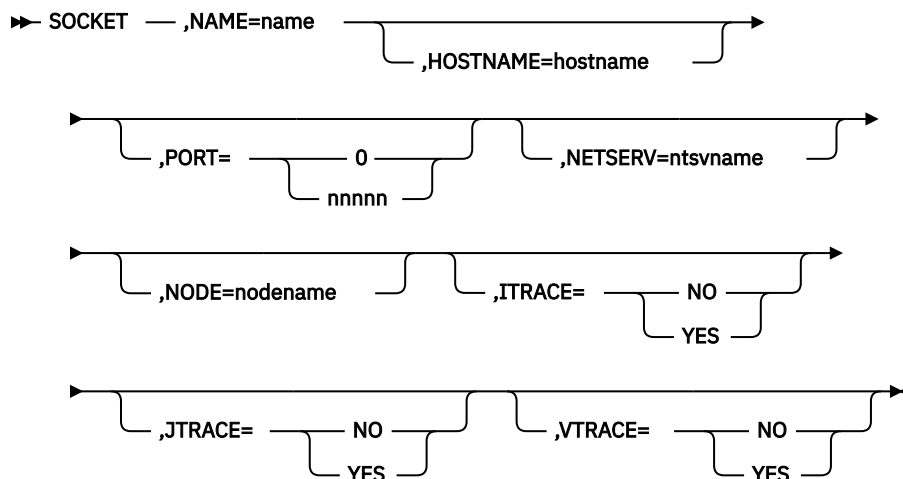 SOCKET ,NAME=name
,HOSTNAME=hostname
,PORT= 0 ,NETSERV=ntsvname
nnnnn
,NODE=nodename ,ITRACE= NO
YES
,JTRACE= NO ,VTRACE= NO
YES YES